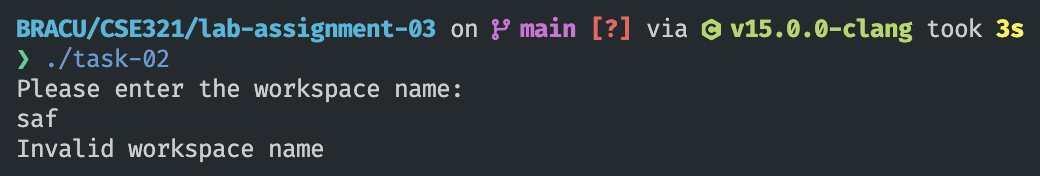 BRACU/CSE321/lab-assignment-03 on main [?] via C v15.0.0-clang took 3s
❯ ./task-02
Please enter the workspace name:
saf
Invalid workspace name